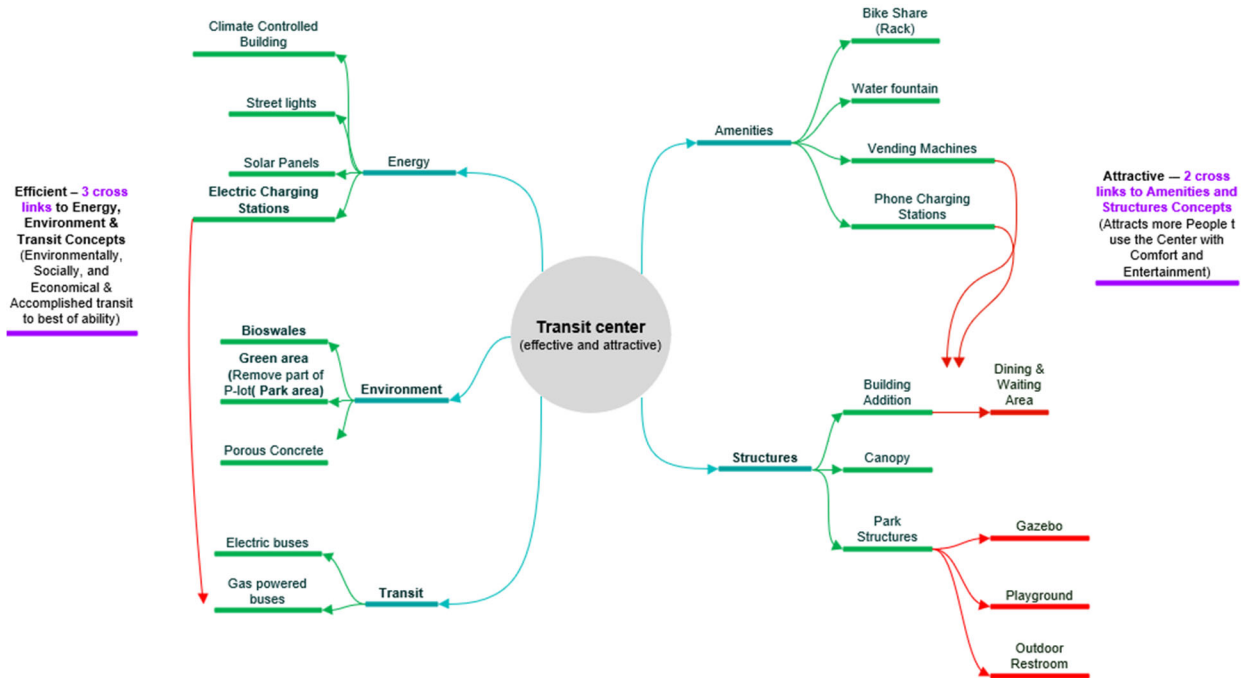 Climate Controlled
Building
Street lights
Solar Panels
Electric Charging
Stations
Energy
Efficient – 3 cross
links to Energy,
Environment &
Transit Concepts
(Environmentally,
Socially, and
Economical &
Accomplished transit
to best of ability)
Bioswales
Green area
(Remove part of
P-lot( Park area)
Porous Concrete
Environment
Electric buses
Gas powered
buses
Transit
Transit center
(effective and attractive)
Amenities
Bike Share
(Rack)
Water fountain
Vending Machines
Phone Charging
Stations
Attractive — 2 cross
links to Amenities and
Structures Concepts
(Attracts more People t
use the Center with
Comfort and
Entertainment)
Structures
Building
Addition
Dining &
Waiting
Area
Canopy
Park
Structures
Gazebo
Playground
Outdoor
Restroom